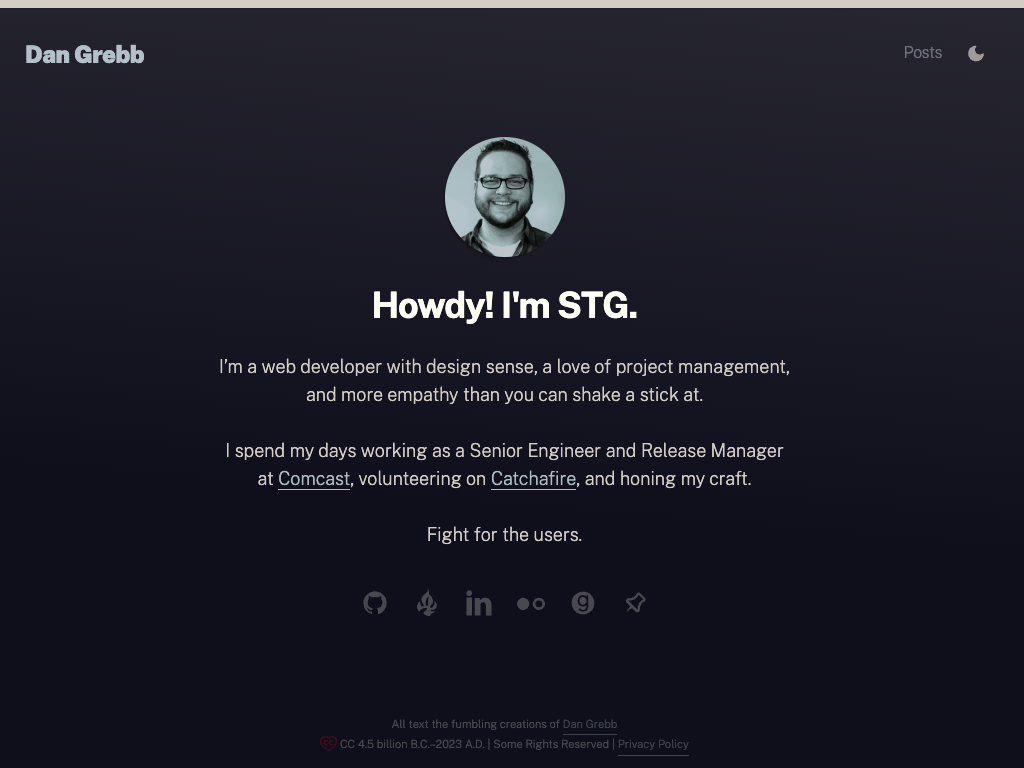 Dan Grebb
Posts
Howdy! I'm STG.
I’m a web developer with design sense, a love of project management,
and more empathy than you can shake a stick at.
I spend my days working as a Senior Engineer and Release Manager
at Comcast, volunteering on Catchafire, and honing my craft.
Fight for the users.
All text the fumbling creations of Dan Grebb
CC 4.5 billion B.C.–2023 A.D. | Some Rights Reserved | Privacy Policy